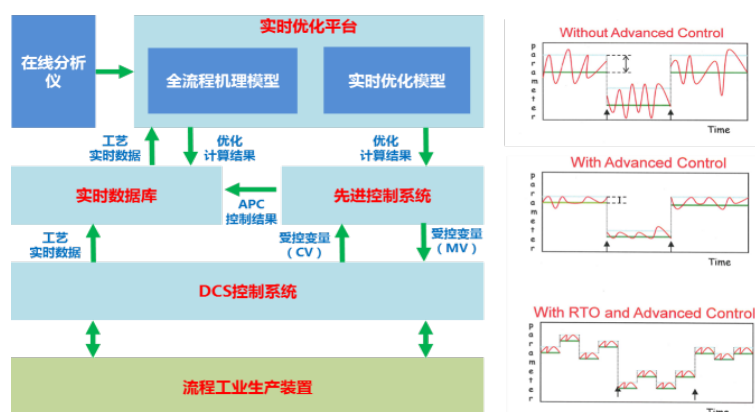 实时优化平台
在线分析
仪
全流程机理模型
实时优化模型
工艺
实时数据
优化
计算结果
优化
计算结果
实时数据库
APC
控制结果
先进控制系统
工艺
实时数据
受控变量
（CV）
受控变量
（MV）
DCS控制系统
流程工业生产装置
Without Advanced Control
parameter
Time
With Advanced Control
parameter
Time
With RTO and Advanced Control
parameter
Time